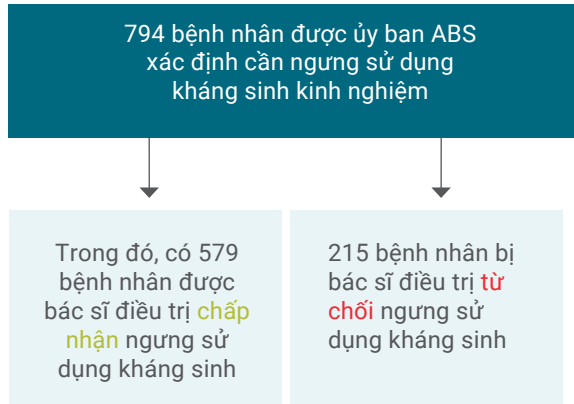 794 bệnh nhân được ủy ban ABS
xác định cần ngưng sử dụng
kháng sinh kinh nghiệm
Trong đó, có 579
bệnh nhân được
bác sĩ điều trị chấp
nhận ngưng sử
dụng kháng sinh
215 bệnh nhân bị
bác sĩ điều trị từ
chối ngưng sử
dụng kháng sinh